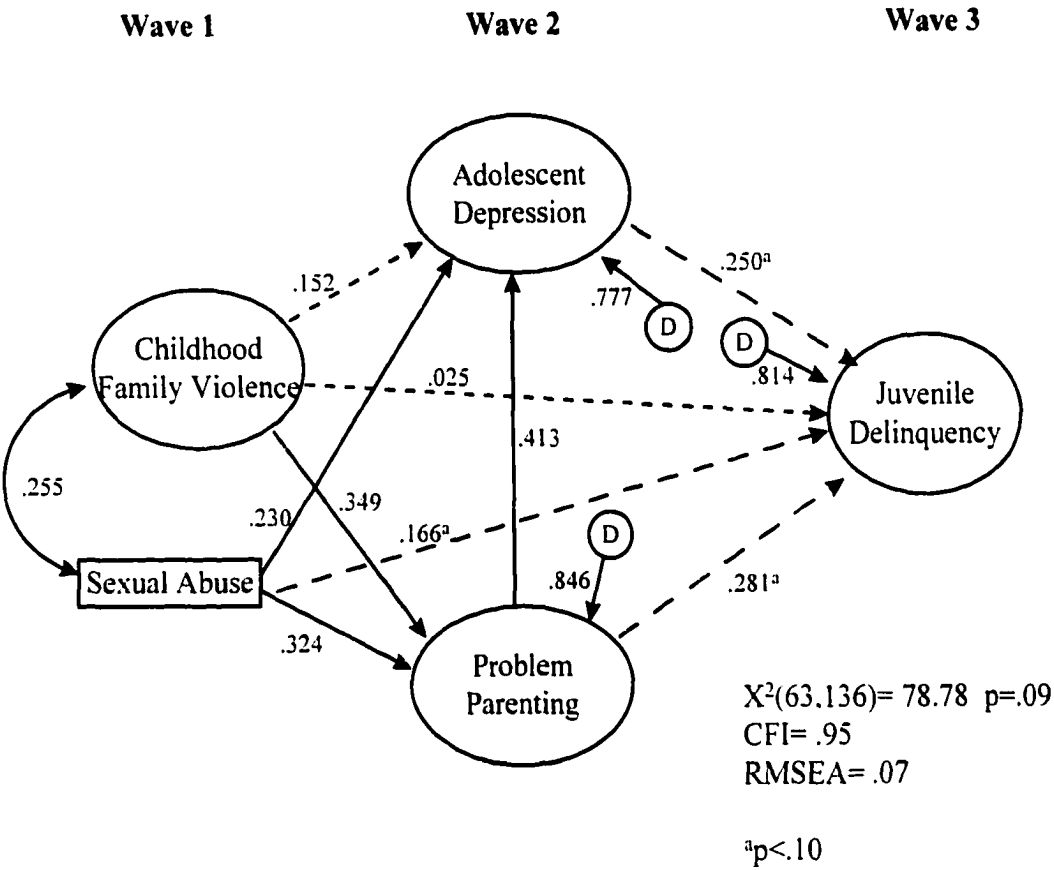 Wave 1
Wave 2
Wave 3
Adolescent
Depression
.250ª
.152
.777
D
D
.814
Childhood
Family Violence
.025
Juvenile
Delinquency
.413
.255
.349
.230
.166ª
D
.846
.281ª
Sexual Abuse
.324
Problem
Parenting
X²(63,136)= 78.78 p=.09
CFI= .95
RMSEA= .07
ªp<.10